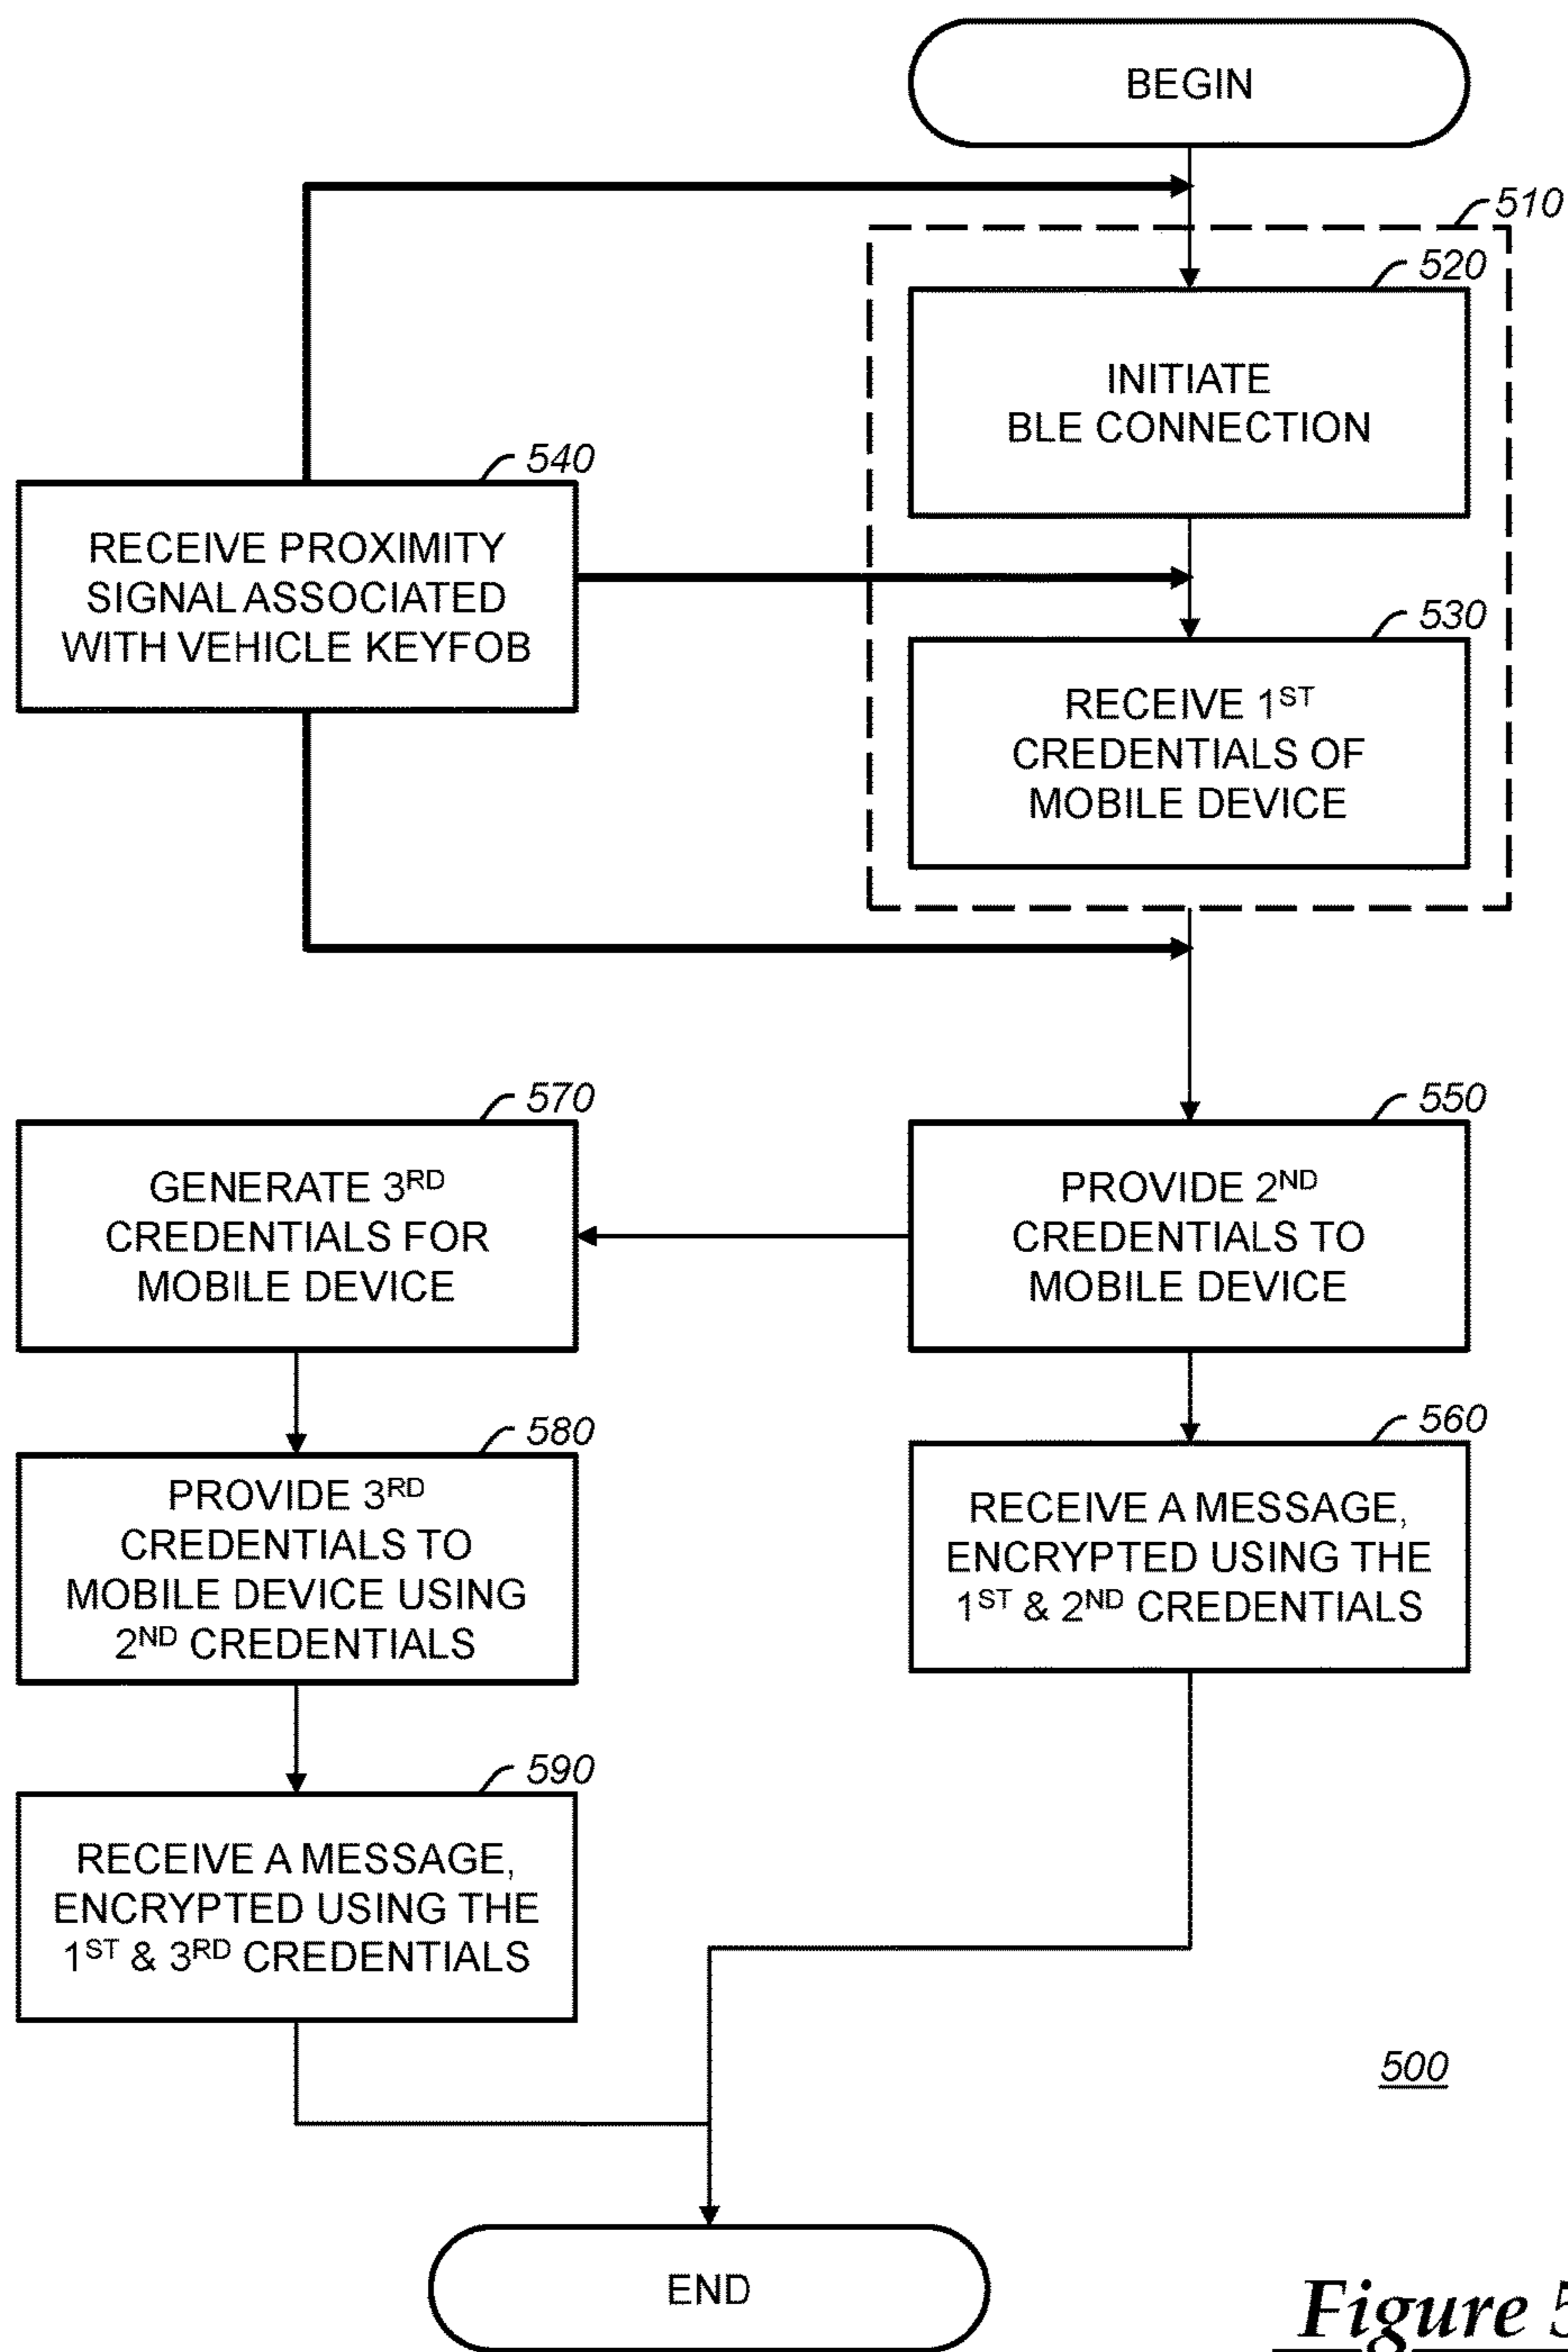 BEGIN
510
520
INITIATE
BLE CONNECTION
540
RECEIVE PROXIMITY
SIGNAL ASSOCIATED
WITH VEHICLE KEYFOB
530
RECEIVE 1ST
CREDENTIALS OF
MOBILE DEVICE
570
GENERATE 3RD
CREDENTIALS FOR
MOBILE DEVICE
550
PROVIDE 2ND
CREDENTIALS TO
MOBILE DEVICE
580
PROVIDE 3RD
CREDENTIALS TO
MOBILE DEVICE USING
2ND CREDENTIALS
560
RECEIVE A MESSAGE,
ENCRYPTED USING THE
1ST & 2ND CREDENTIALS
590
RECEIVE A MESSAGE,
ENCRYPTED USING THE
1ST & 3RD CREDENTIALS
500
END
Figure 5